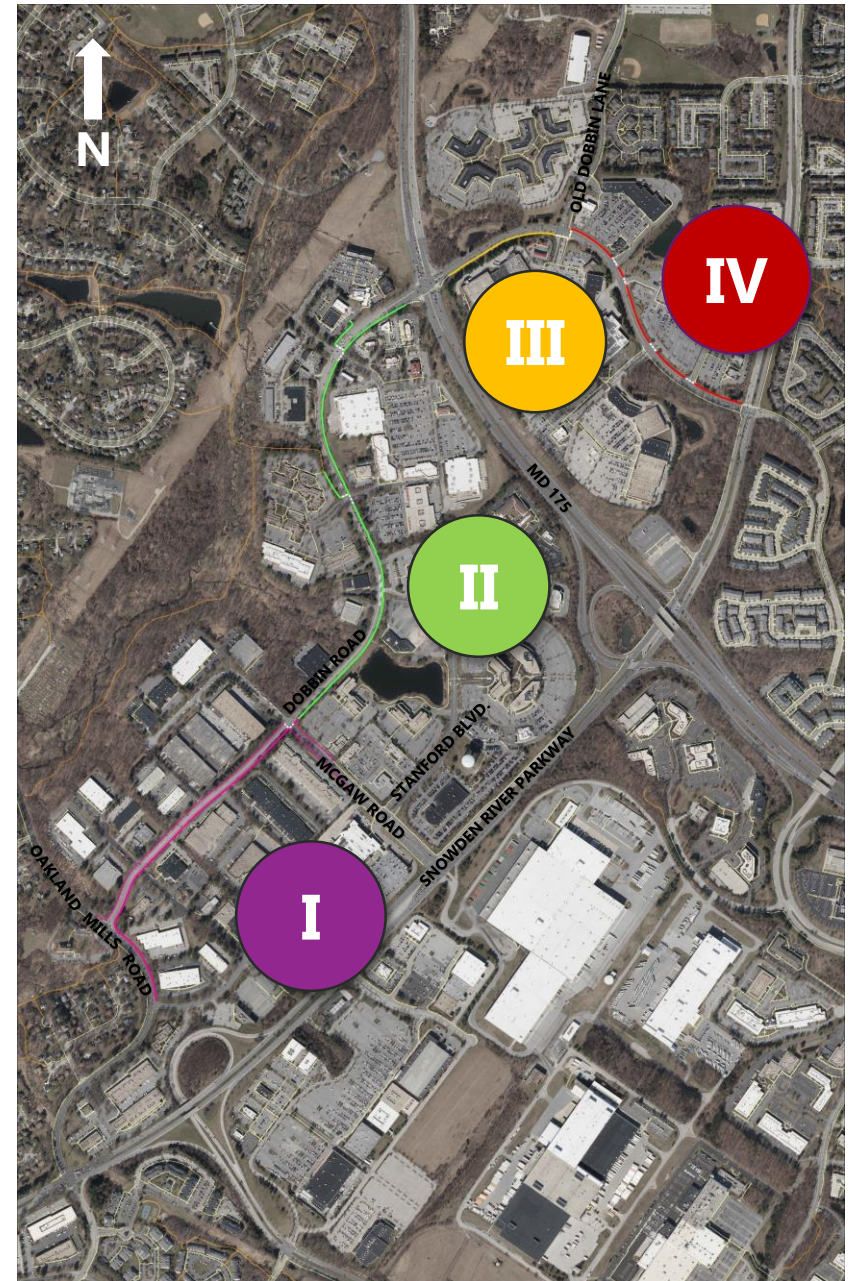 N
OLD DOBBIN LANE
IV
III
MD 175
II
DOBBIN ROAD
STANFORD BLVD.
MCGAW ROAD
SNOWDEN RIVER PARKWAY
OAKLAND MILLS ROAD
I